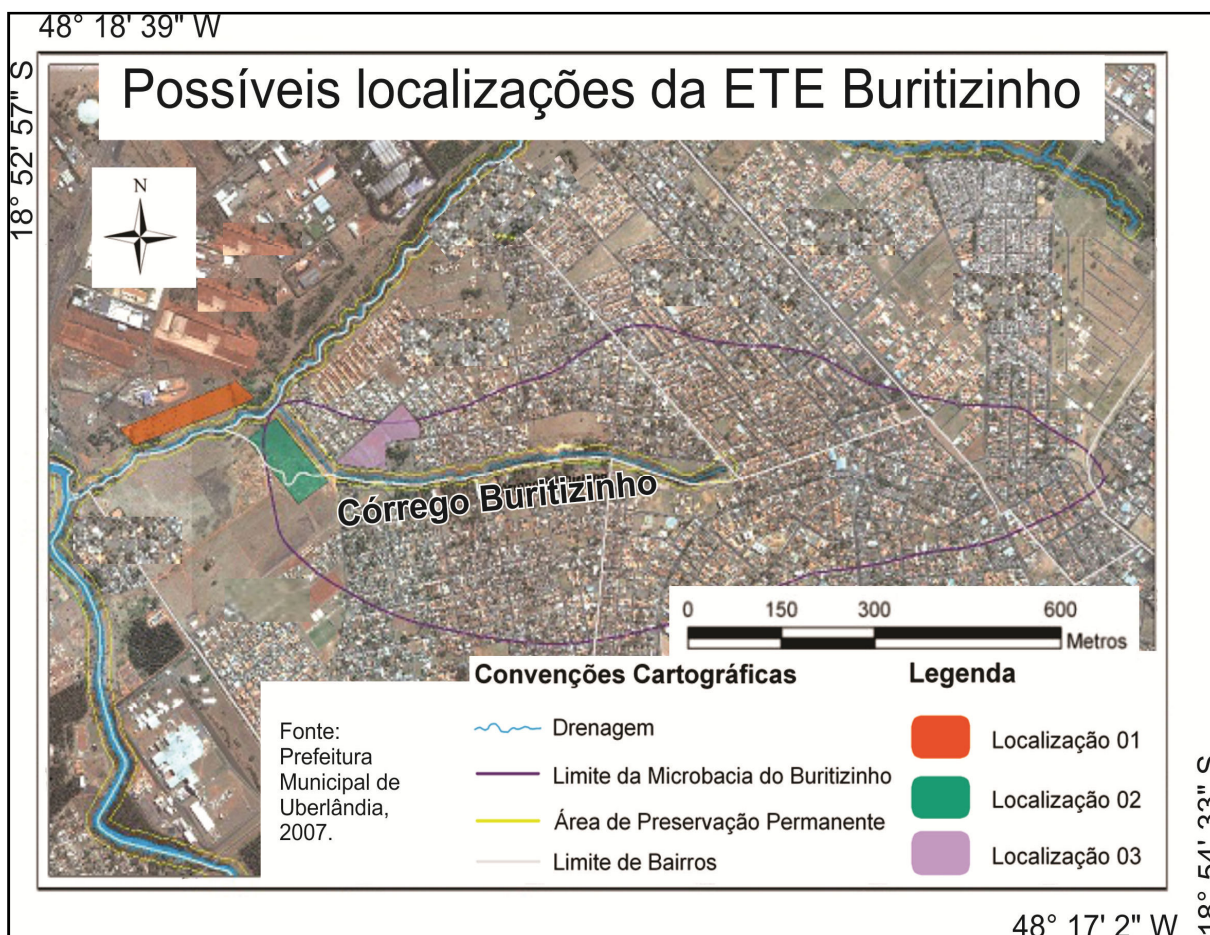 48° 18' 39" W
18° 52' 57" S
Possíveis localizações da ETE Buritizinho
N
Córrego Buritizinho
0 150 300 600
Metros
Convenções Cartográficas
Drenagem
Limite da Microbacia do Buritizinho
Área de Preservação Permanente
Limite de Bairros
Legenda
Localização 01
Localização 02
Localização 03
Fonte:
Prefeitura
Municipal de
Uberlândia,
2007.
48° 17' 2" W
18° 54' 33" S